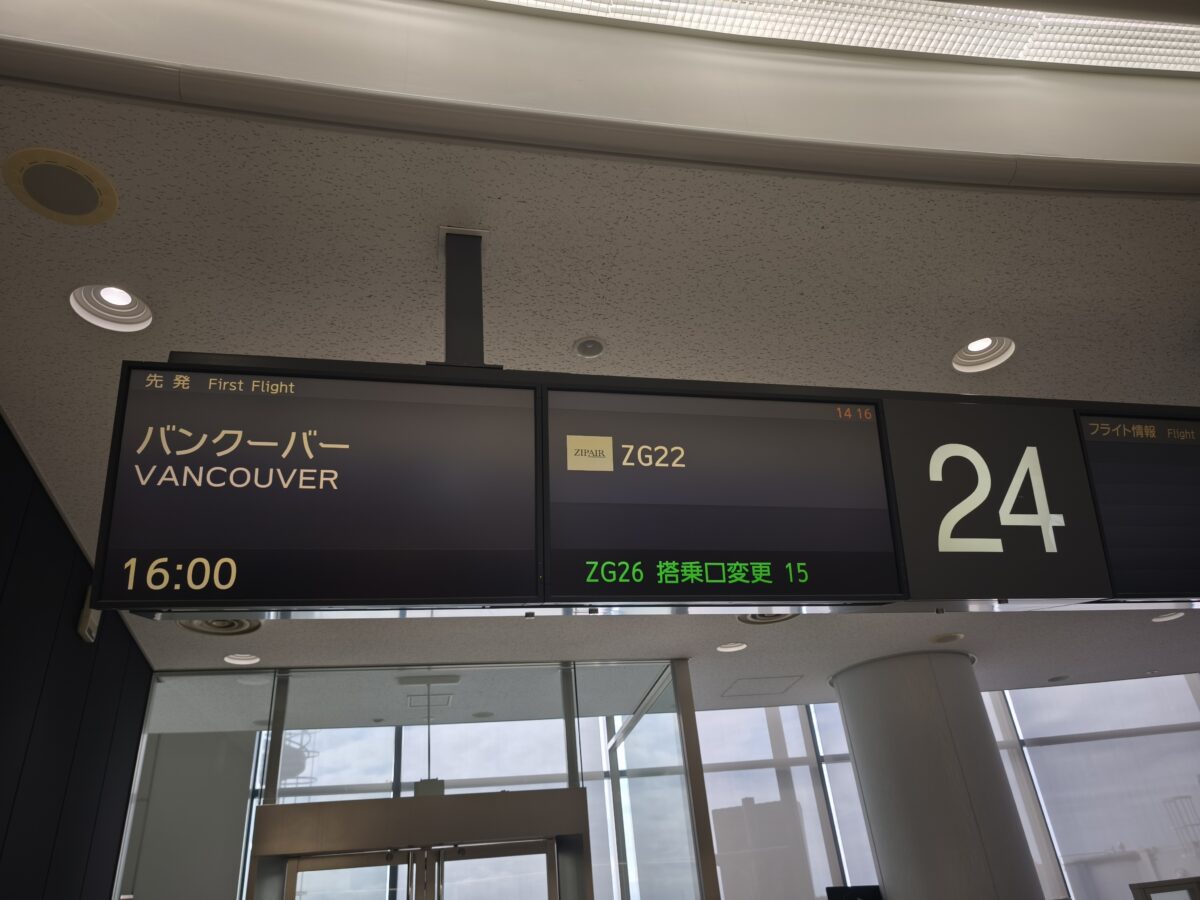 先発 First Flight
バンクーバー
VANCOUVER
16:00
14 16
ZIPAIR
ZG22
ZG26 搭乗口変更 15
24
フライト情報 Flight